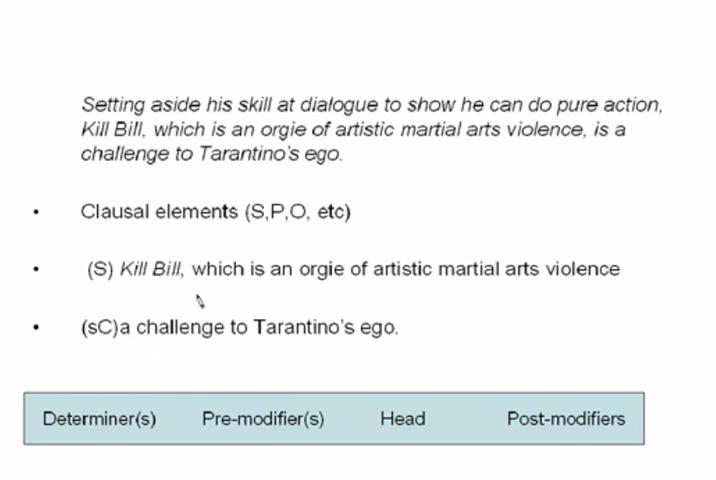 Setting aside his skill at dialogue to show he can do pure action,
Kill Bill, which is an orgie of artistic martial arts violence, is a
challenge to Tarantino's ego.
• Clausal elements (S,P,O, etc)
• (S) Kill Bill, which is an orgie of artistic martial arts violence
• (sC)a challenge to Tarantino's ego.
Determiner(s) Pre-modifier(s) Head Post-modifiers